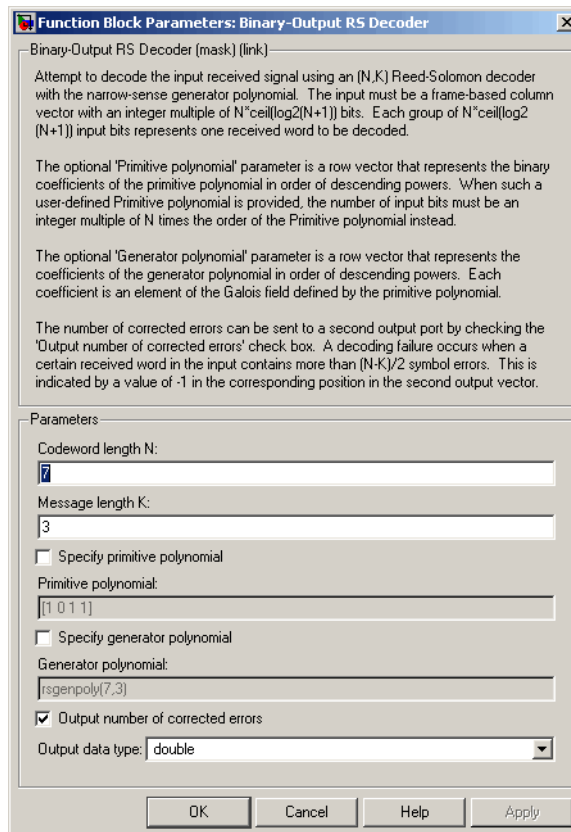 Function Block Parameters: Binary-Output RS Decoder
Binary-Output RS Decoder (mask) (link)
Attempt to decode the input received signal using an (N,K) Reed-Solomon decoder
with the narrow-sense generator polynomial. The input must be a frame-based column
vector with an integer multiple of N*ceil(log2(N+1)) bits. Each group of N*ceil(log2
(N+1)) input bits represents one received word to be decoded.
The optional 'Primitive polynomial' parameter is a row vector that represents the binary
coefficients of the primitive polynomial in order of descending powers. When such a
user-defined Primitive polynomial is provided, the number of input bits must be an
integer multiple of N times the order of the Primitive polynomial instead.
The optional 'Generator polynomial' parameter is a row vector that represents the
coefficients of the generator polynomial in order of descending powers. Each
coefficient is an element of the Galois field defined by the primitive polynomial.
The number of corrected errors can be sent to a second output port by checking the
'Output number of corrected errors' check box. A decoding failure occurs when a
certain received word in the input contains more than (N-K)/2 symbol errors. This is
indicated by a value of -1 in the corresponding position in the second output vector.
Parameters
Codeword length N:
7
Message length K:
3
Specify primitive polynomial
Primitive polynomial:
[1 0 1 1]
Specify generator polynomial
Generator polynomial:
rsgenpoly(7,3)
Output number of corrected errors
Output data type: double
OK Cancel Help Apply